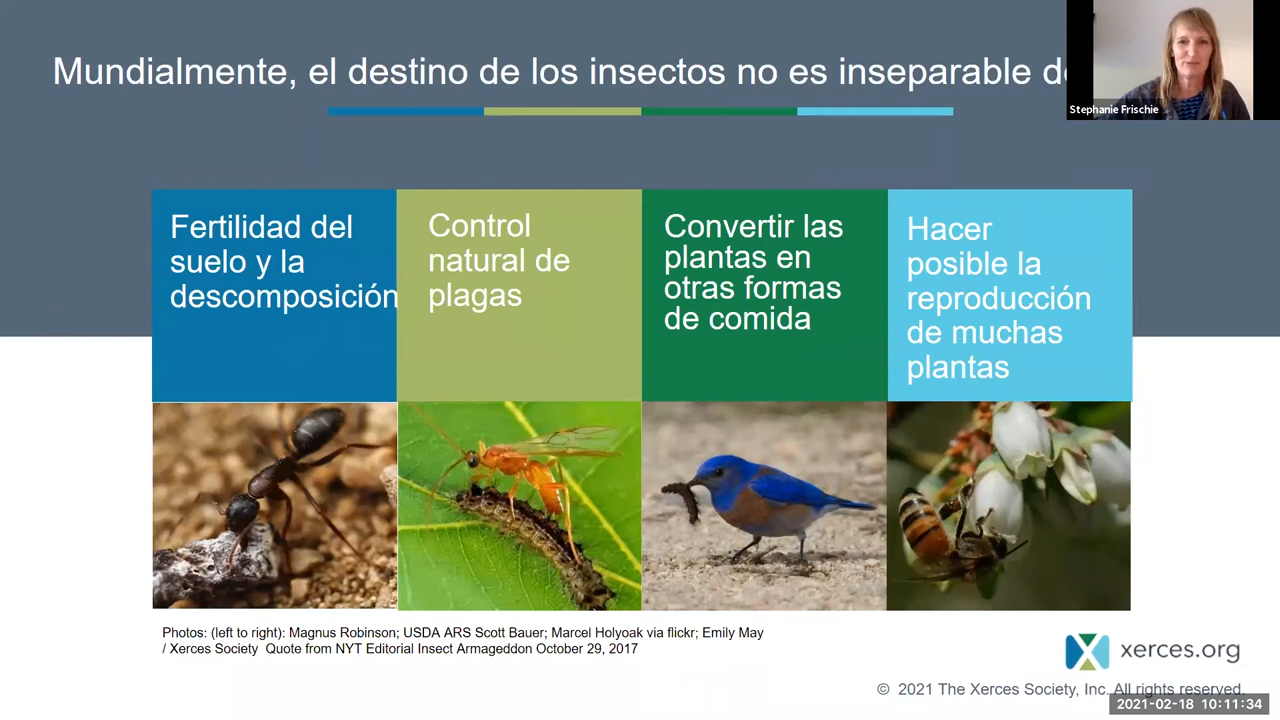 Mundialmente, el destino de los insectos no es inseparable
Stephanie Frischie
Fertilidad del
suelo y la
descomposición
Control
natural de
plagas
Convertir las
plantas en
otras formas
de comida
Hacer
posible la
reproducción
de muchas
plantas
Photos: (left to right): Magnus Robinson; USDA ARS Scott Bauer; Marcel Holyoak via flickr; Emily May
/ Xerces Society Quote from NYT Editorial Insect Armageddon October 29, 2017
xerces.org
© 2021 The Xerces Society, Inc. All rights reserved.
2021-02-18 10:11:34